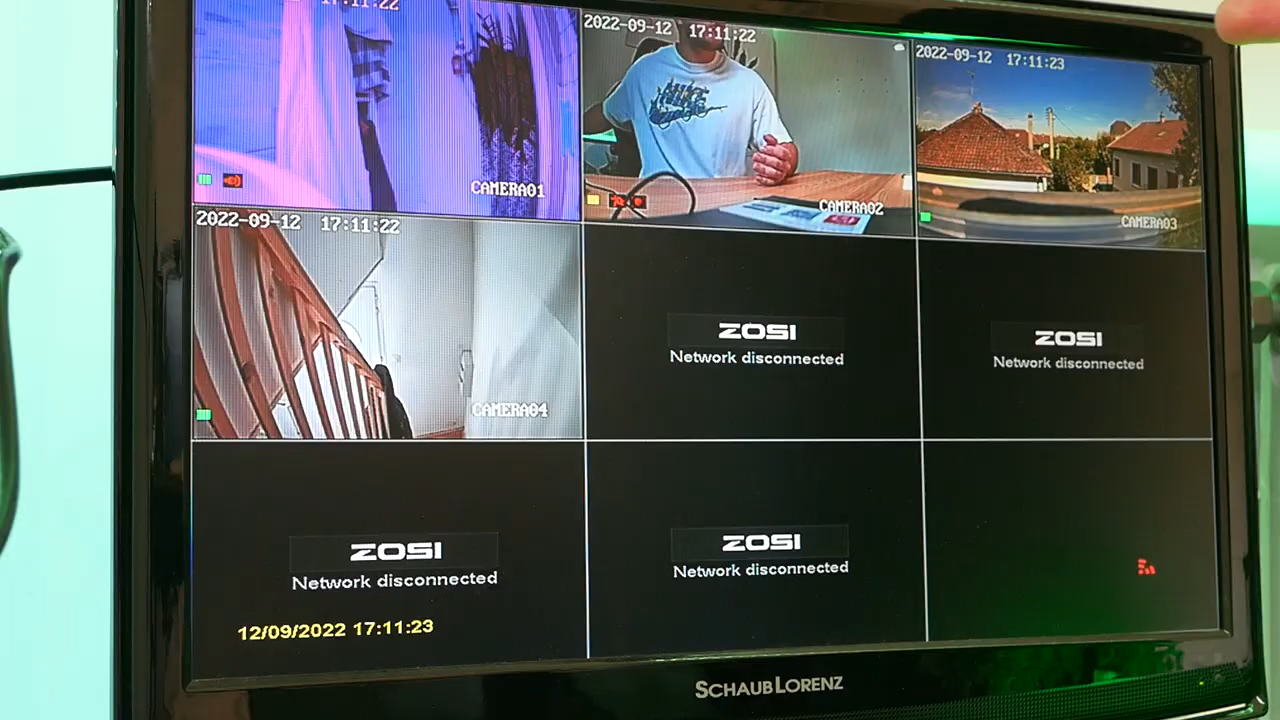 17:11:22
2022-09-12 17:11:22
2022-09-12 17:11:23
CAMERA01
CAMERA02
CAMERA03
2022-09-12 17:11:22
CAMERA04
ZOSI
Network disconnected
ZOSI
Network disconnected
ZOSI
Network disconnected
ZOSI
Network disconnected
12/09/2022 17:11:23
SCHAUB LORENZ